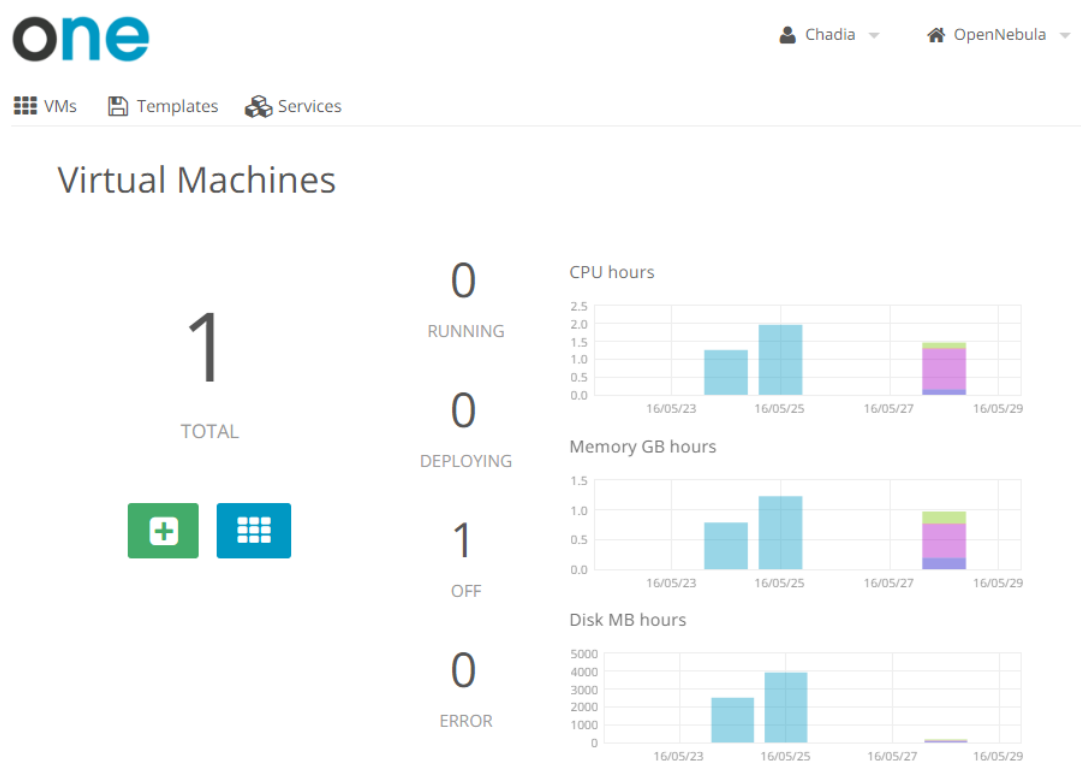 one
Chadia
OpenNebula
VMs
Templates
Services
Virtual Machines
1
TOTAL
0
RUNNING
0
DEPLOYING
1
OFF
0
ERROR
CPU hours
2.5
2.0
1.5
1.0
0.5
0.0
16/05/23 16/05/25 16/05/27 16/05/29
Memory GB hours
1.5
1.0
0.5
0.0
16/05/23 16/05/25 16/05/27 16/05/29
Disk MB hours
5000
4000
3000
2000
1000
0
16/05/23 16/05/25 16/05/27 16/05/29